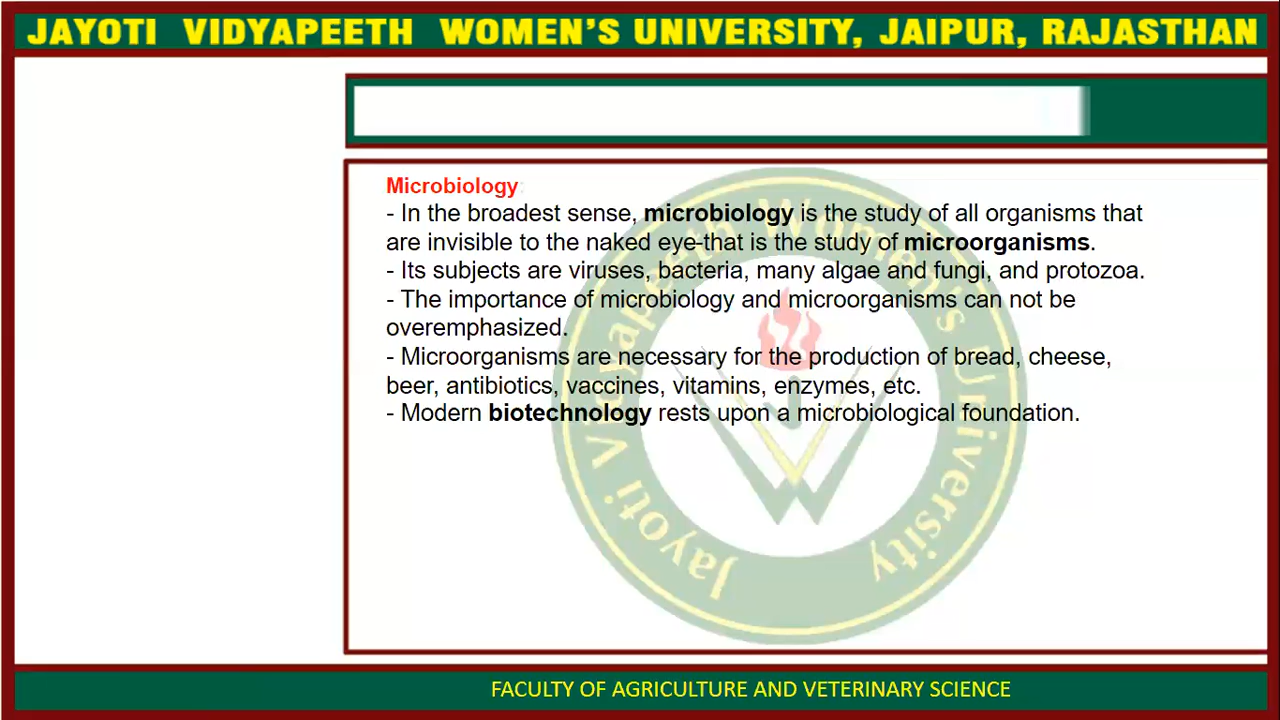 JAYOTI VIDYAPEETH WOMEN'S UNIVERSITY, JAIPUR, RAJASTHAN
Microbiology
- In the broadest sense, microbiology is the study of all organisms that
are invisible to the naked eye-that is the study of microorganisms.
- Its subjects are viruses, bacteria, many algae and fungi, and protozoa.
- The importance of microbiology and microorganisms can not be
overemphasized.
- Microorganisms are necessary for the production of bread, cheese,
beer, antibiotics, vaccines, vitamins, enzymes, etc.
- Modern biotechnology rests upon a microbiological foundation.
Jayoti Vidyapeeth Women's University
FACULTY OF AGRICULTURE AND VETERINARY SCIENCE